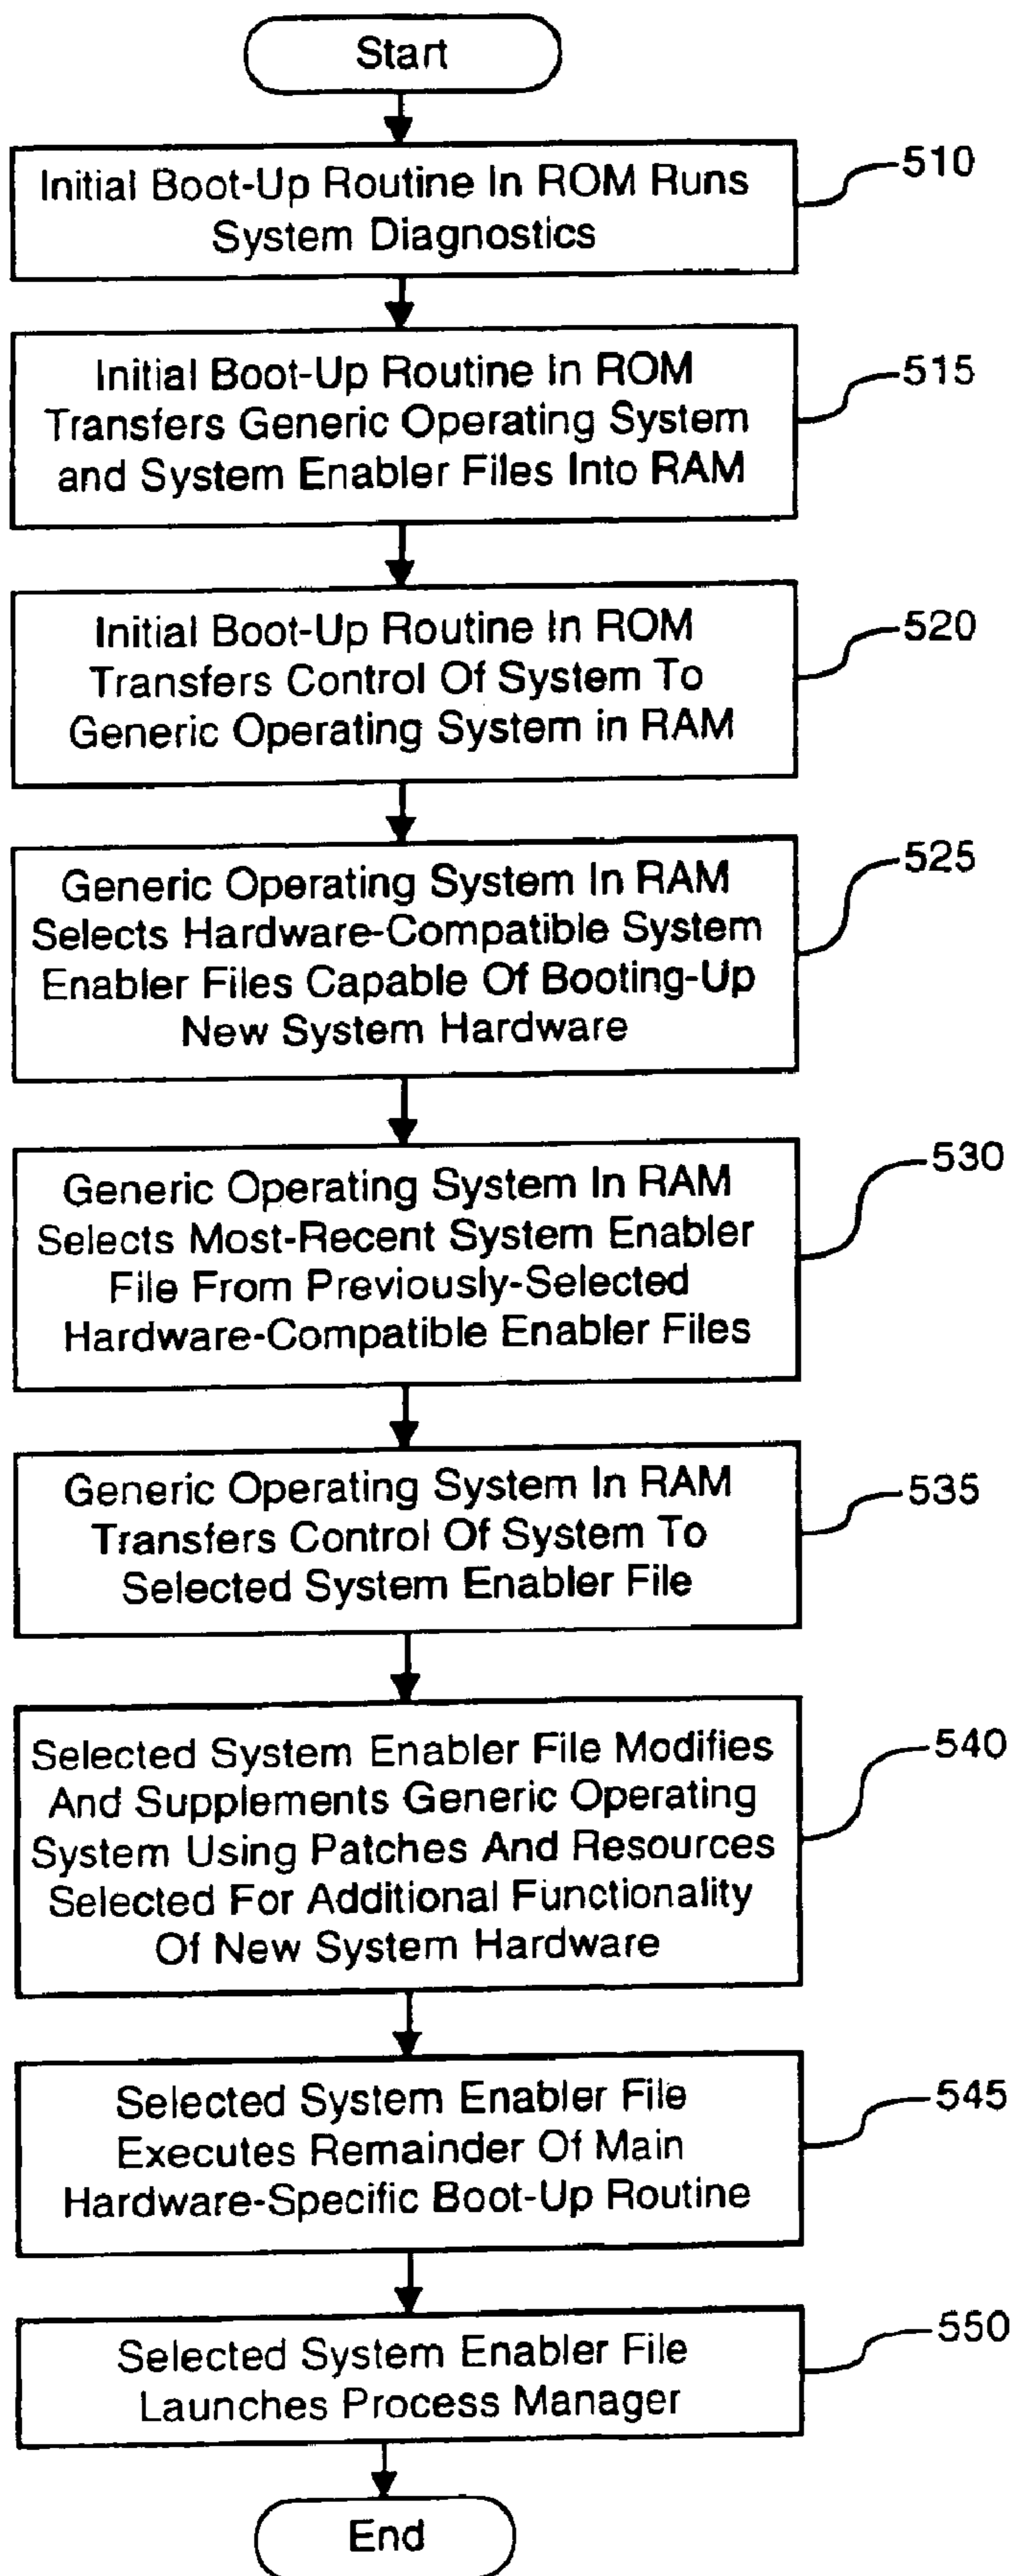 Start
Initial Boot-Up Routine In ROM Runs
System Diagnostics
510
Initial Boot-Up Routine In ROM
Transfers Generic Operating System
and System Enabler Files Into RAM
515
Initial Boot-Up Routine In ROM
Transfers Control Of System To
Generic Operating System in RAM
520
Generic Operating System In RAM
Selects Hardware-Compatible System
Enabler Files Capable Of Booting-Up
New System Hardware
525
Generic Operating System In RAM
Selects Most-Recent System Enabler
File From Previously-Selected
Hardware-Compatible Enabler Files
530
Generic Operating System In RAM
Transfers Control Of System To
Selected System Enabler File
535
Selected System Enabler File Modifies
And Supplements Generic Operating
System Using Patches And Resources
Selected For Additional Functionality
Of New System Hardware
540
Selected System Enabler File
Executes Remainder Of Main
Hardware-Specific Boot-Up Routine
545
Selected System Enabler File
Launches Process Manager
550
End